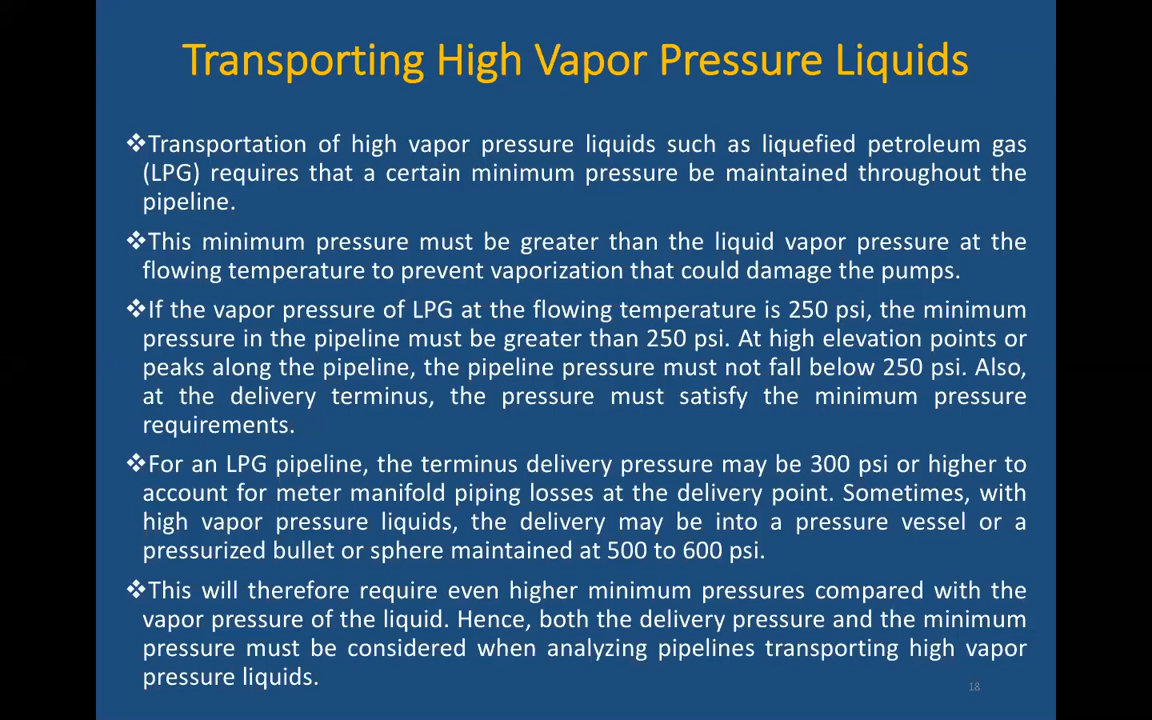 Transporting High Vapor Pressure Liquids
❖Transportation of high vapor pressure liquids such as liquefied petroleum gas
(LPG) requires that a certain minimum pressure be maintained throughout the
pipeline.
❖This minimum pressure must be greater than the liquid vapor pressure at the
flowing temperature to prevent vaporization that could damage the pumps.
❖If the vapor pressure of LPG at the flowing temperature is 250 psi, the minimum
pressure in the pipeline must be greater than 250 psi. At high elevation points or
peaks along the pipeline, the pipeline pressure must not fall below 250 psi. Also,
at the delivery terminus, the pressure must satisfy the minimum pressure
requirements.
❖For an LPG pipeline, the terminus delivery pressure may be 300 psi or higher to
account for meter manifold piping losses at the delivery point. Sometimes, with
high vapor pressure liquids, the delivery may be into a pressure vessel or a
pressurized bullet or sphere maintained at 500 to 600 psi.
❖This will therefore require even higher minimum pressures compared with the
vapor pressure of the liquid. Hence, both the delivery pressure and the minimum
pressure must be considered when analyzing pipelines transporting high vapor
pressure liquids.
18